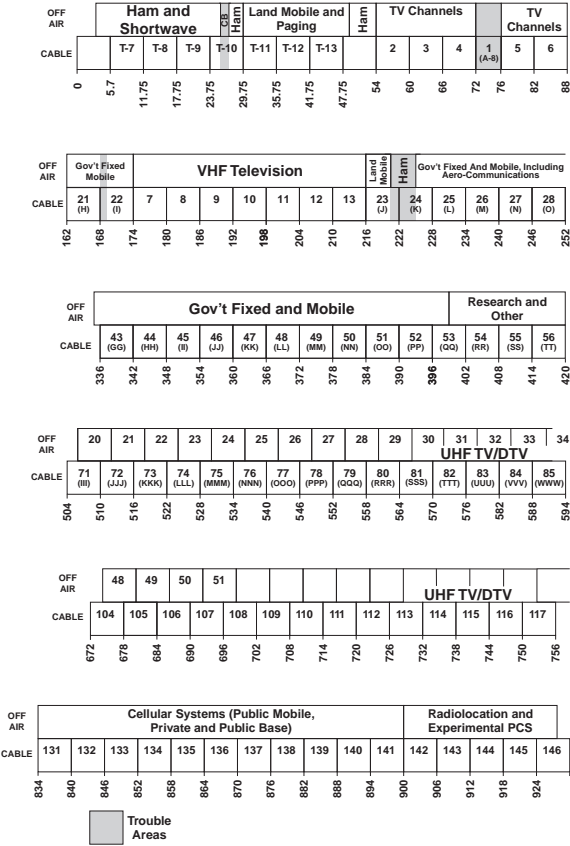 OFF AIR
Ham and Shortwave
CB
Ham
Land Mobile and Paging
Ham
TV Channels
TV Channels
CABLE
T-7 T-8 T-9 T-10 T-11 T-12 T-13 2 3 4 1 (A-8) 5 6
0 5.7 11.75 17.75 23.75 29.75 35.75 41.75 47.75 54 60 66 72 76 82 88
OFF AIR
Gov't Fixed Mobile
VHF Television
Land Mobile
Ham
Gov't Fixed And Mobile, Including Aero-Communications
CABLE
21 (H) 22 (I) 7 8 9 10 11 12 13 23 (J) 24 (K) 25 (L) 26 (M) 27 (N) 28 (O)
162 168 174 180 186 192 198 204 210 216 222 228 234 240 246 252
OFF AIR
Gov't Fixed and Mobile
Research and Other
CABLE
43 (GG) 44 (HH) 45 (II) 46 (JJ) 47 (KK) 48 (LL) 49 (MM) 50 (NN) 51 (OO) 52 (PP) 53 (QQ) 54 (RR) 55 (SS) 56 (TT)
336 342 348 354 360 366 372 378 384 390 396 402 408 414 420
OFF AIR
20 21 22 23 24 25 26 27 28 29 30 31 32 33 34
UHF TV/DTV
CABLE
71 (III) 72 (JJJ) 73 (KKK) 74 (LLL) 75 (MMM) 76 (NNN) 77 (OOO) 78 (PPP) 79 (QQQ) 80 (RRR) 81 (SSS) 82 (TTT) 83 (UUU) 84 (VVV) 85 (WWW)
504 510 516 522 528 534 540 546 552 558 564 570 576 582 588 594
OFF AIR
48 49 50 51
UHF TV/DTV
CABLE
104 105 106 107 108 109 110 111 112 113 114 115 116 117
672 678 684 690 696 702 708 714 720 726 732 738 744 750 756
OFF AIR
Cellular Systems (Public Mobile, Private and Public Base)
Radiolocation and Experimental PCS
CABLE
131 132 133 134 135 136 137 138 139 140 141 142 143 144 145 146
834 840 846 852 858 864 870 876 882 888 894 900 906 912 918 924
Trouble Areas